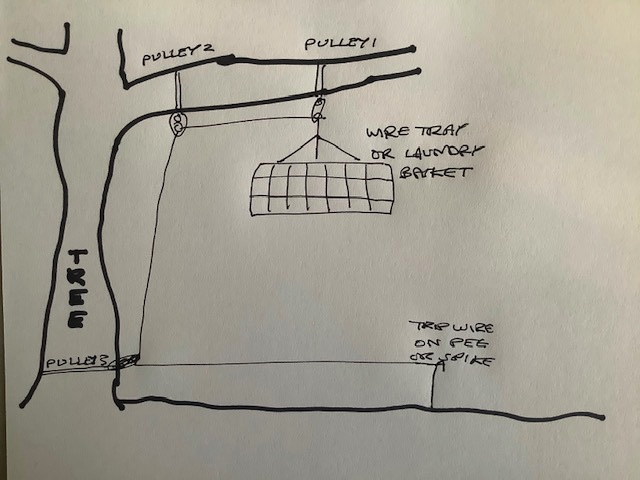 PULLEY 2
PULLEY 1
WIRE TRAY
OR LAUNDRY
BASKET
TREE
TRIP WIRE
ON PEG
OR SPIKE
PULLEY 3